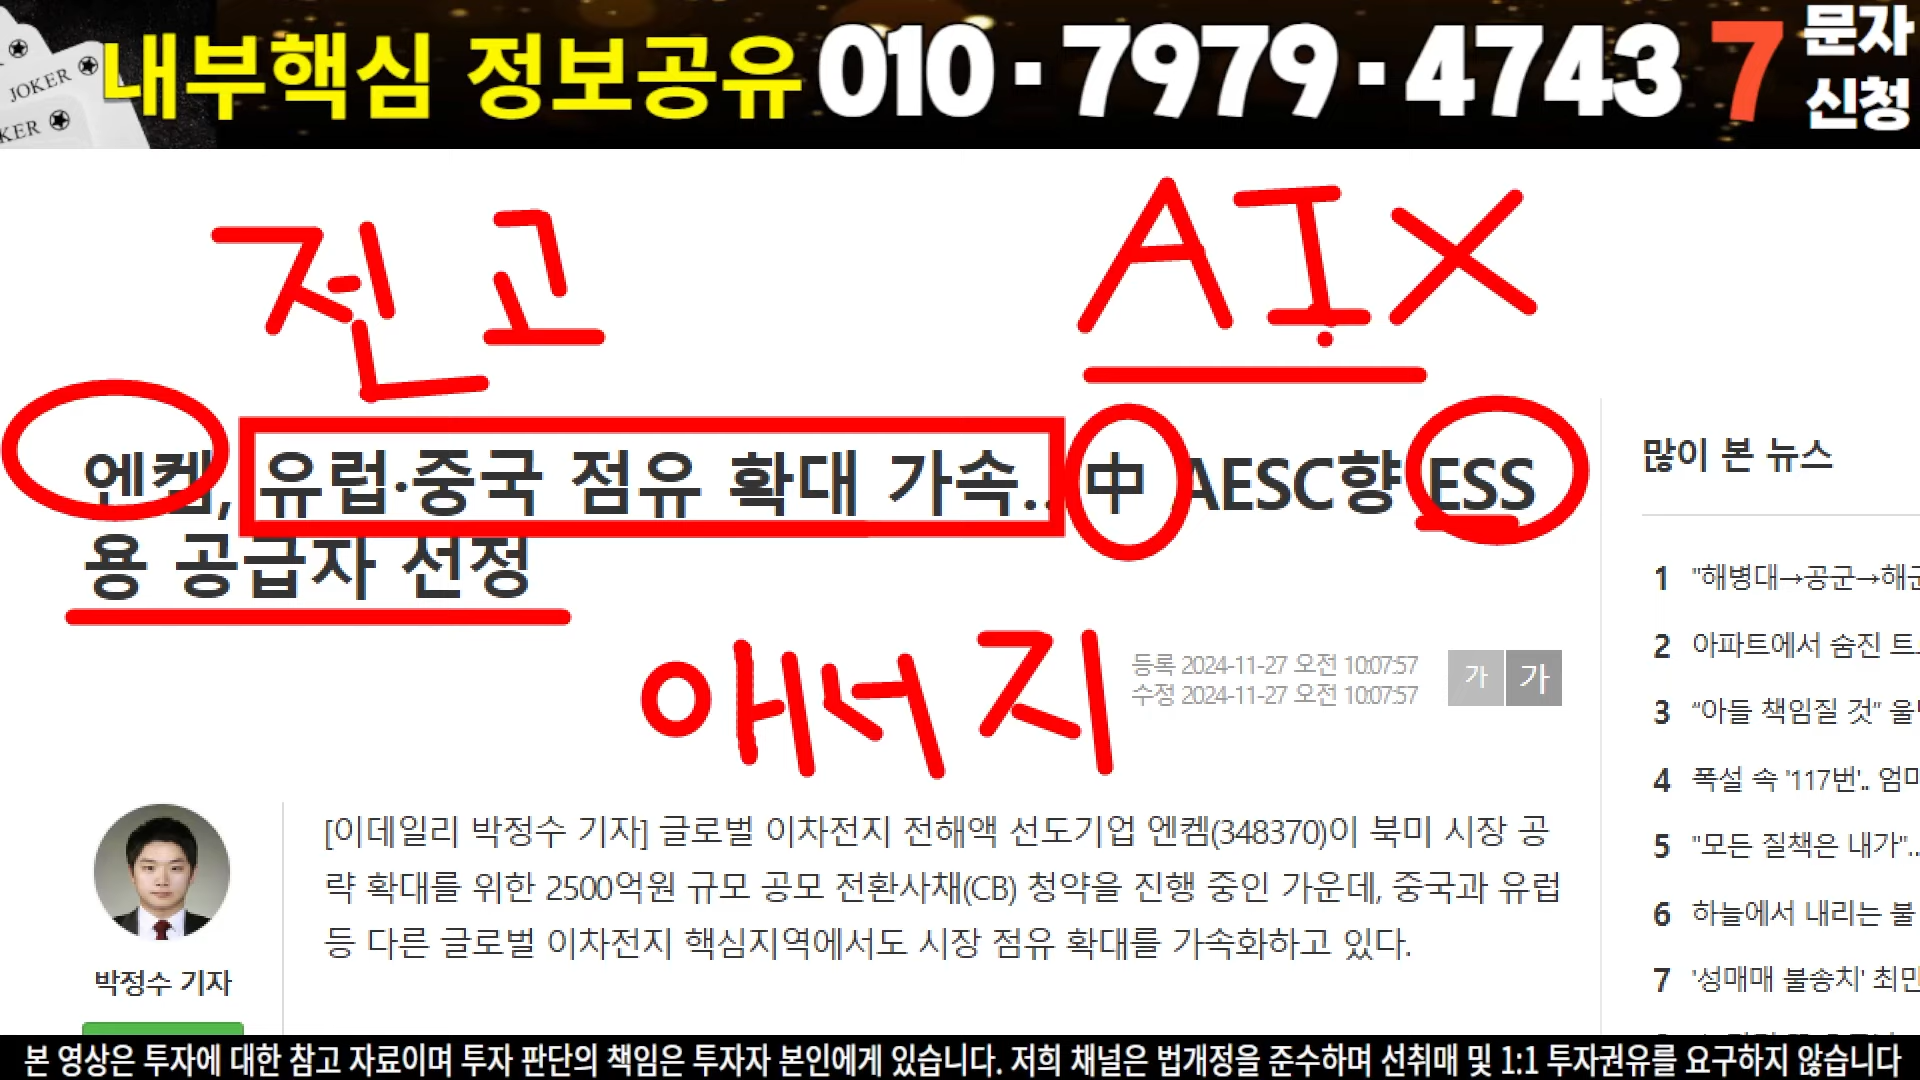 JOKER
KER
내부핵심 정보공유 010·7979·4743 7 문자
신청
전고
AIX
엔켐, 유럽·중국 점유 확대 가속.. 中 AESC향 ESS
용 공급자 선정
애너지
등록 2024-11-27 오전 10:07:57
수정 2024-11-27 오전 10:07:57
가 가
박정수 기자
[이데일리 박정수 기자] 글로벌 이차전지 전해액 선도기업 엔켐(348370)이 북미 시장 공
략 확대를 위한 2500억원 규모 공모 전환사채(CB) 청약을 진행 중인 가운데, 중국과 유럽
등 다른 글로벌 이차전지 핵심지역에서도 시장 점유 확대를 가속화하고 있다.
많이 본 뉴스
1 "해병대→공군→해군
2 아파트에서 숨진 트
3 “아들 책임질 것”
4 폭설 속 '117번'.. 엄마
5 "모든 질책은 내가"..
6 하늘에서 내리는 불
7 '성매매 불송치' 최민
본 영상은 투자에 대한 참고 자료이며 투자 판단의 책임은 투자자 본인에게 있습니다. 저희 채널은 법개정을 준수하며 선취매 및 1:1 투자권유를 요구하지 않습니다